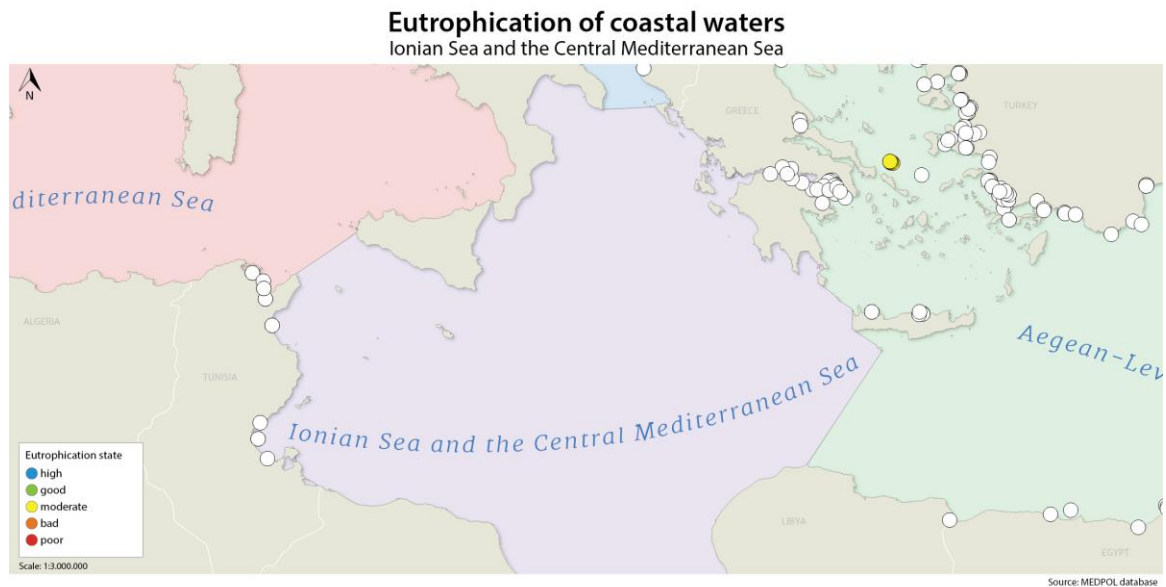 Eutrophication of coastal waters
Ionian Sea and the Central Mediterranean Sea
N
GREECE
TURKEY
diterranean Sea
ALGERIA
TUNISIA
Aegean-Lev
Ionian Sea and the Central Mediterranean Sea
Eutrophication state
high
good
moderate
bad
poor
LIBYA
EGYPT
Scale: 1:3.000.000
Source: MEDPOL database